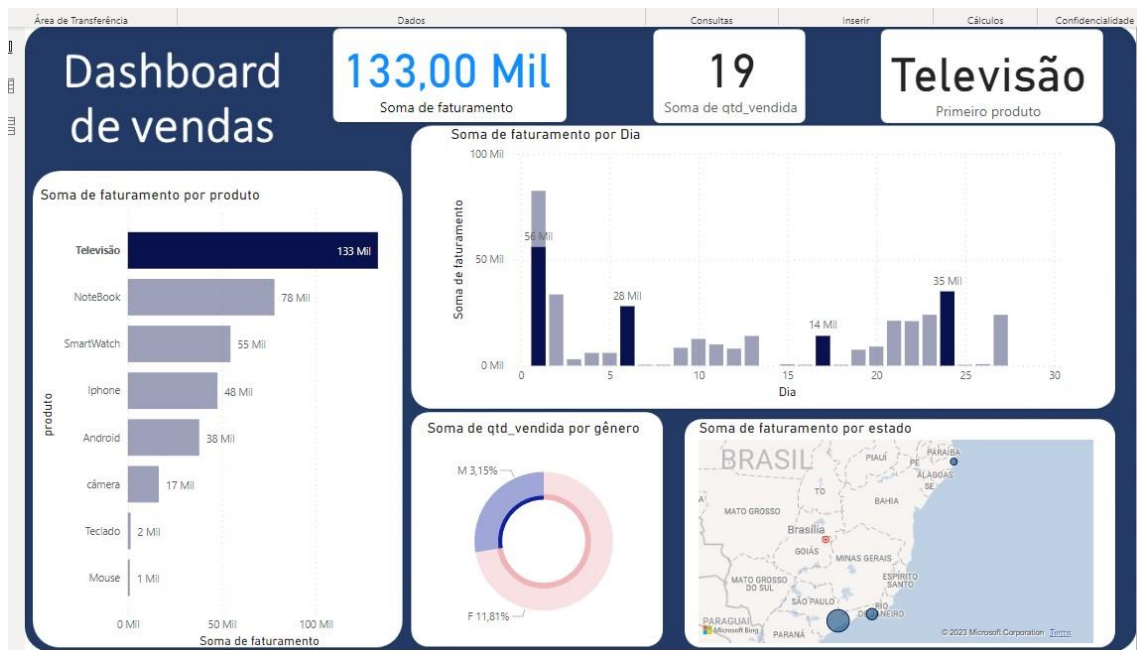 Área de Transferência
Dados
Consultas
Inserir
Cálculos
Confidencialidade
Dashboard
de vendas
133,00 Mil
Soma de faturamento
19
Soma de qtd_vendida
Televisão
Primeiro produto
Soma de faturamento por produto
Televisão
133 Mil
NoteBook
78 Mil
SmartWatch
55 Mil
Iphone
48 Mil
Android
38 Mil
câmera
17 Mil
Teclado
2 Mil
Mouse
1 Mil
produto
0 Mil
50 Mil
100 Mil
Soma de faturamento
Soma de faturamento por Dia
100 Mil
50 Mil
0 Mil
Soma de faturamento
56 Mil
28 Mil
14 Mil
35 Mil
0
5
10
15
20
25
30
Dia
Soma de qtd_vendida por gênero
M 3,15%
F 11,81%
Soma de faturamento por estado
BRASIL
PIAUÍ
PARAÍBA
PE
ALAGOAS
SE
TO
BAHIA
MATO GROSSO
Brasília
GOIÁS
MINAS GERAIS
MATO GROSSO
DO SUL
ESPÍRITO
SANTO
SÃO PAULO
RIO
DE JANEIRO
PARAGUAI
PARANÁ
Microsoft Bing
© 2023 Microsoft Corporation Terms